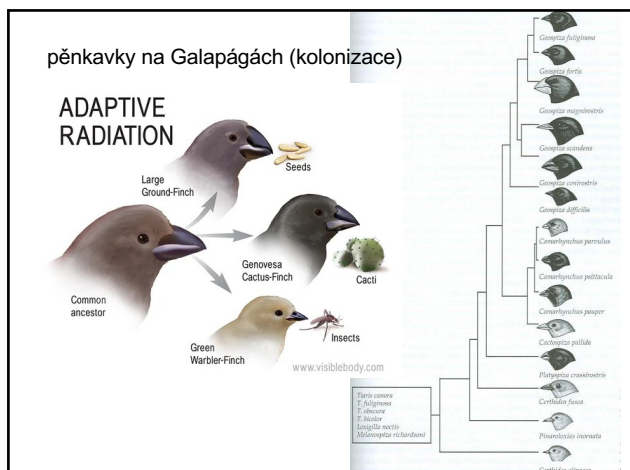 pěnkavky na Galapágách (kolonizace)
ADAPTIVE
RADIATION
Large
Ground-Finch
Seeds
Genovesa
Cactus-Finch
Cacti
Common
ancestor
Green
Warbler-Finch
Insects
www.visiblebody.com
Geospiza fuliginosa
Geospiza fortis
Geospiza magnirostris
Geospiza scandens
Geospiza conirostris
Geospiza difficilis
Camarhynchus parvulus
Camarhynchus psittacula
Camarhynchus pauper
Cactospiza pallida
Platyspiza crassirostris
Certhidea fusca
Pinaroloxias inornata
Tiaris canora
T. fuliginosa
T. obscura
T. bicolor
Loxigilla noctis
Melanospiza richardsoni